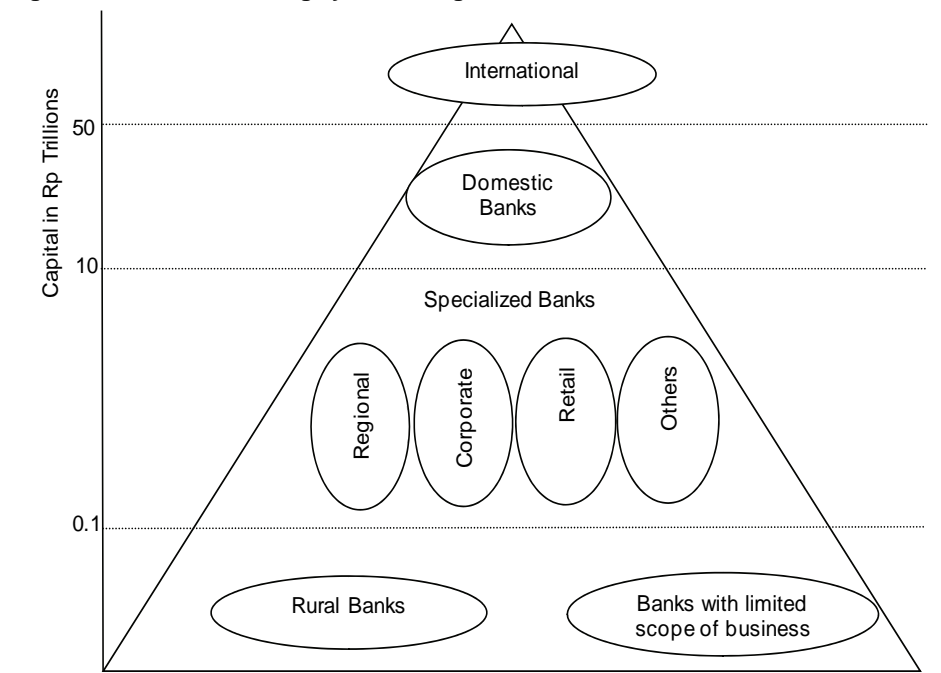 International
Capital in Rp Trillions
50
Domestic
Banks
10
Specialized Banks
Regional
Corporate
Retail
Others
0.1
Rural Banks
Banks with limited
scope of business